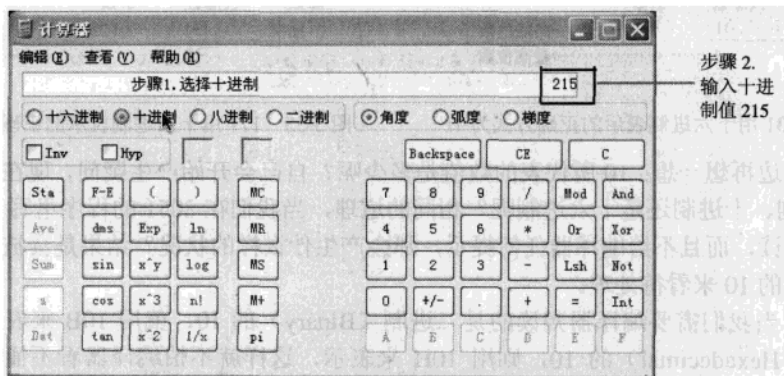 计算器
编辑(E) 查看(V) 帮助(H)
步骤1.选择十进制
215
步骤 2.
输入十进
制值 215
十六进制 十进制 八进制 二进制 角度 弧度 梯度
Inv Hyp Backspace CE C
Sta F-E ( ) MC 7 8 9 / Mod And
Ave dms Exp ln MR 4 5 6 * Or Xor
Sum sin x^y log MS 1 2 3 - Lsh Not
s cos x^3 n! M+ 0 +/- . + = Int
Dat tan x^2 1/x pi A B C D E F